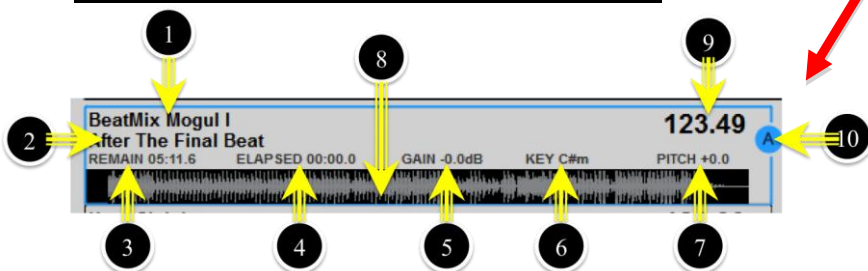 1
8
9
BeatMix Mogul I
123.49
2
After The Final Beat
A
10
REMAIN 05:11.6 ELAPSED 00:00.0 GAIN -0.0dB KEY C#m PITCH +0.0
3
4
5
6
7